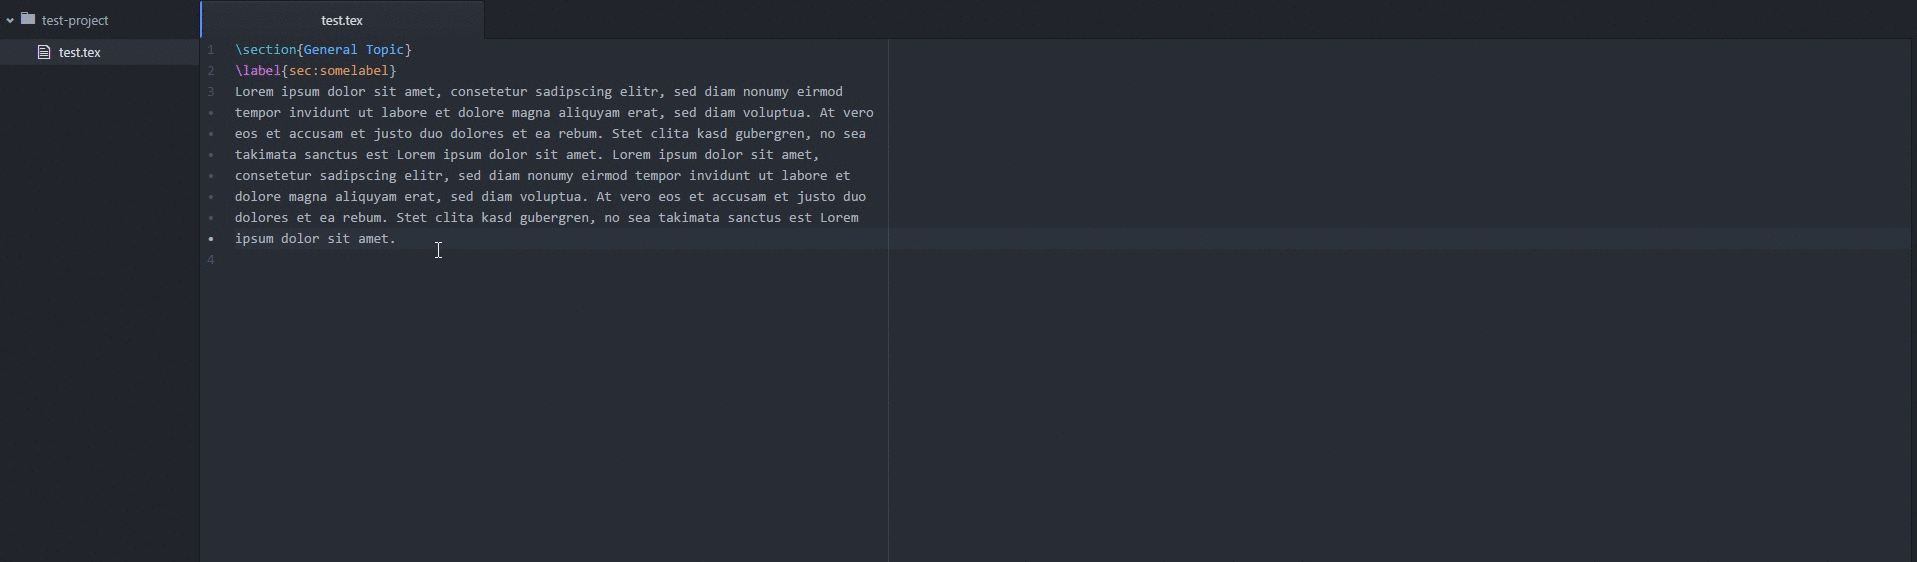 test-project
test.tex
test.tex
1 \section{General Topic}
2 \label{sec:somelabel}
3 Lorem ipsum dolor sit amet, consetetur sadipscing elitr, sed diam nonumy eirmod
• tempor invidunt ut labore et dolore magna aliquyam erat, sed diam voluptua. At vero
• eos et accusam et justo duo dolores et ea rebum. Stet clita kasd gubergren, no sea
• takimata sanctus est Lorem ipsum dolor sit amet. Lorem ipsum dolor sit amet,
• consetetur sadipscing elitr, sed diam nonumy eirmod tempor invidunt ut labore et
• dolore magna aliquyam erat, sed diam voluptua. At vero eos et accusam et justo duo
• dolores et ea rebum. Stet clita kasd gubergren, no sea takimata sanctus est Lorem
• ipsum dolor sit amet.
4